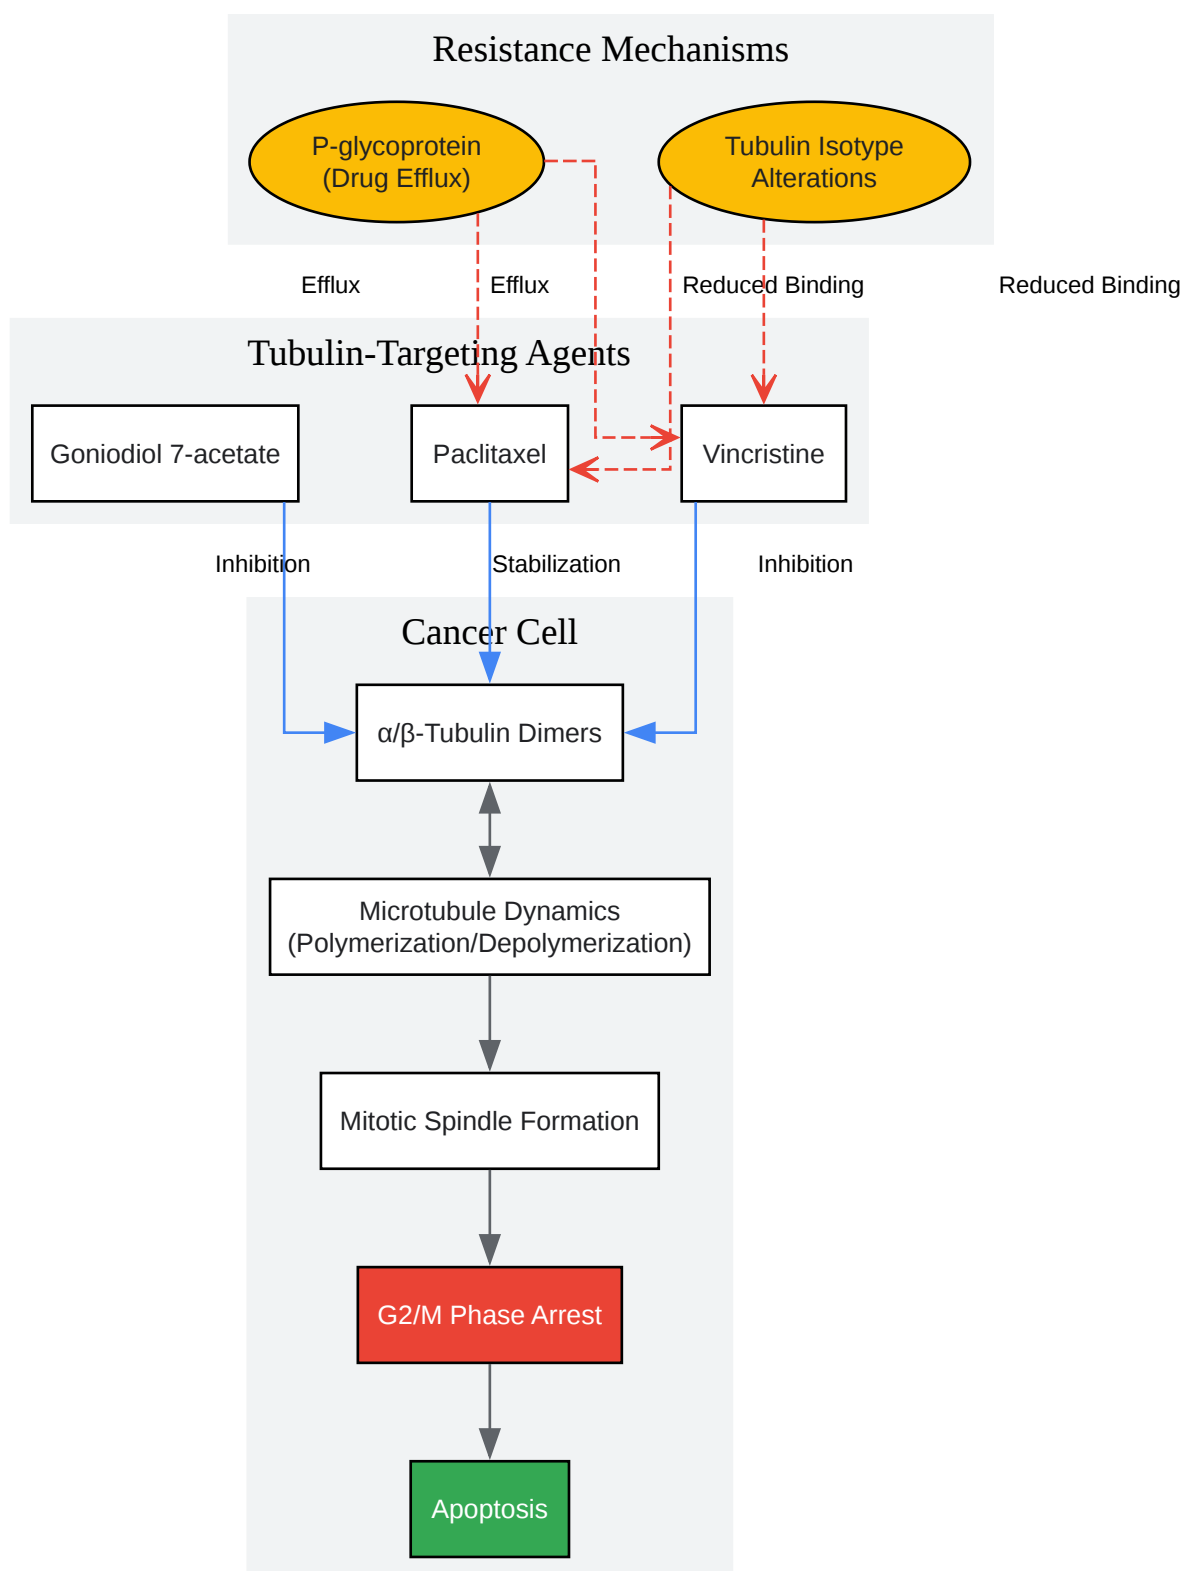 Resistance Mechanisms
P-glycoprotein
(Drug Efflux)
Tubulin Isotype
Alterations
Efflux
Efflux
Reduced Binding
Reduced Binding
Tubulin-Targeting Agents
Goniodiol 7-acetate
Paclitaxel
Vincristine
Inhibition
Stabilization
Inhibition
Cancer Cell
α/β-Tubulin Dimers
Microtubule Dynamics
(Polymerization/Depolymerization)
Mitotic Spindle Formation
G2/M Phase Arrest
Apoptosis